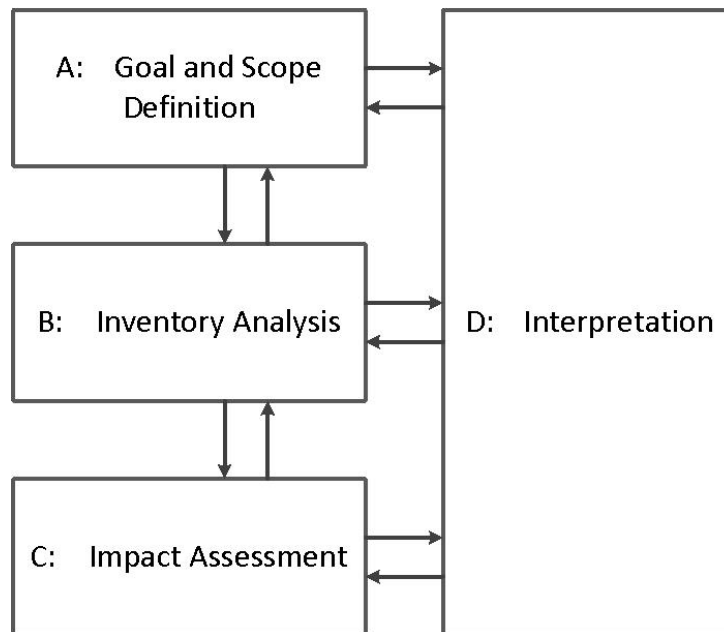 A: Goal and Scope
Definition
B: Inventory Analysis
D: Interpretation
C: Impact Assessment